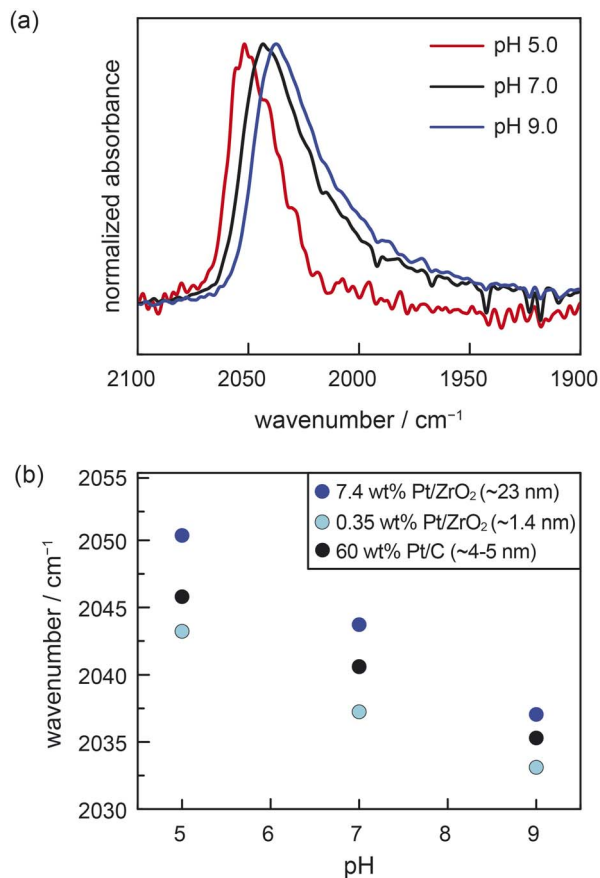 (a)
pH 5.0
pH 7.0
pH 9.0
normalized absorbance
2100 2050 2000 1950 1900
wavenumber / cm⁻¹
(b)
2055
2050
2045
2040
2035
2030
wavenumber / cm⁻¹
7.4 wt% Pt/ZrO₂ (~23 nm)
0.35 wt% Pt/ZrO₂ (~1.4 nm)
60 wt% Pt/C (~4-5 nm)
5 6 7 8 9
pH